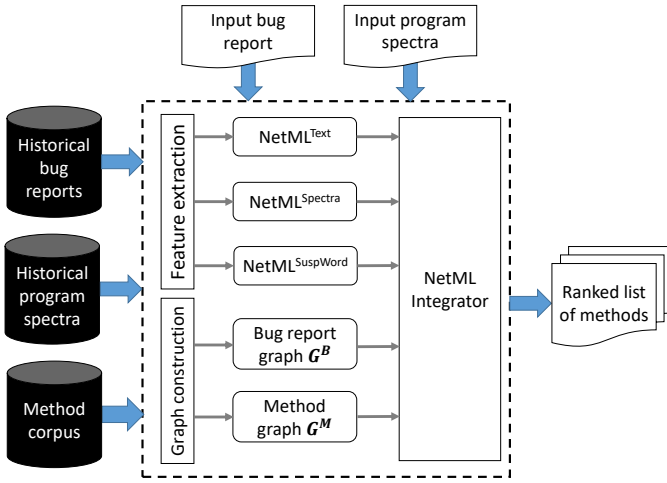 Input bug
report
Input program
spectra
Historical
bug
reports
Historical
program
spectra
Method
corpus
Feature extraction
Graph construction
NetML^Text
NetML^Spectra
NetML^SuspWord
Bug report
graph G^B
Method
graph G^M
NetML
Integrator
Ranked list
of methods